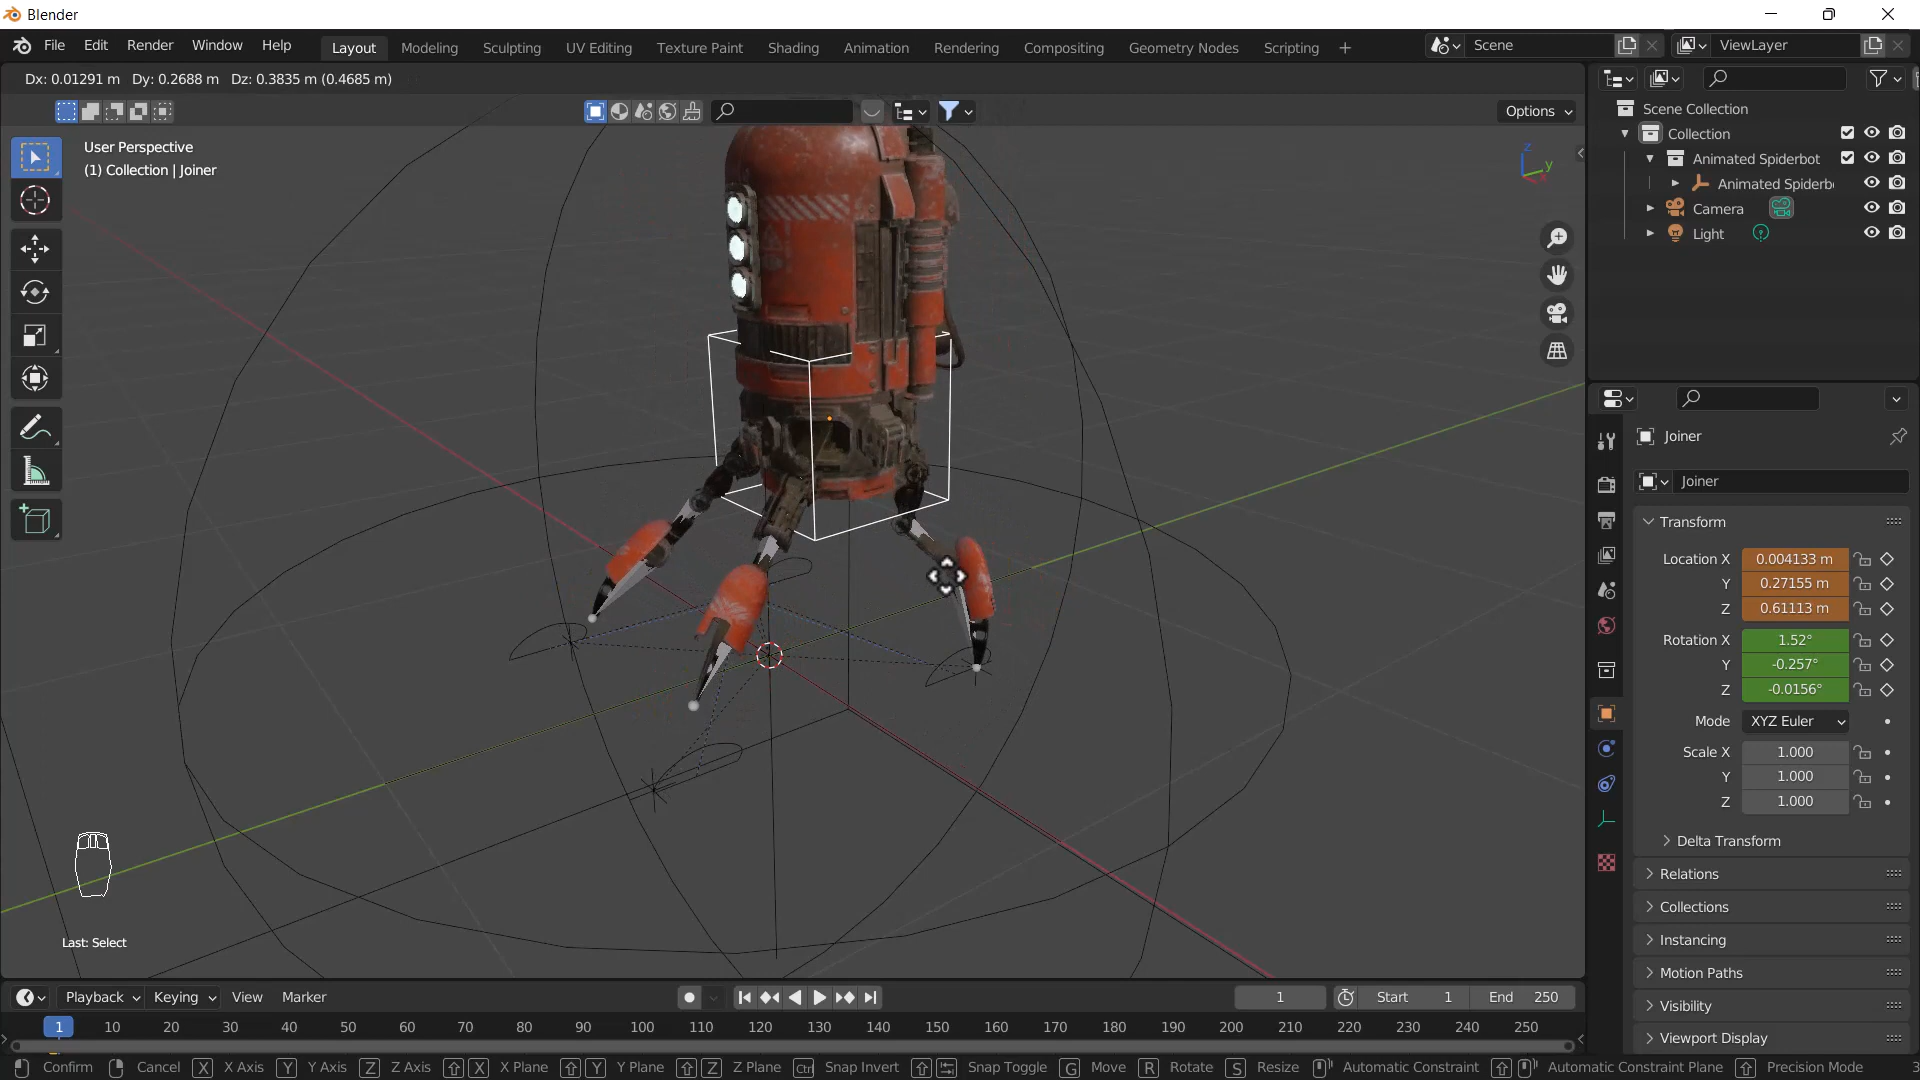 Blender
File Edit Render Window Help Layout Modeling Sculpting UV Editing Texture Paint Shading Animation Rendering Compositing Geometry Nodes Scripting + Scene ViewLayer
Dx: 0.01291 m Dy: 0.2688 m Dz: 0.3835 m (0.4685 m)
Options
User Perspective
(1) Collection | Joiner
z
y
x
Last: Select
Scene Collection
Collection
Animated Spiderbot
Animated Spiderb
Camera
Light
Joiner
Joiner
Transform
Location X 0.004133 m
Y 0.27155 m
Z 0.61113 m
Rotation X 1.52°
Y -0.257°
Z -0.0156°
Mode XYZ Euler
Scale X 1.000
Y 1.000
Z 1.000
Delta Transform
Relations
Collections
Instancing
Motion Paths
Visibility
Viewport Display
Playback Keying View Marker 1 Start 1 End 250
1 10 20 30 40 50 60 70 80 90 100 110 120 130 140 150 160 170 180 190 200 210 220 230 240 250
Confirm Cancel X X Axis Y Y Axis Z Z Axis X X Plane Y Y Plane Z Z Plane Ctrl Snap Invert Snap Toggle G Move R Rotate S Resize Automatic Constraint Automatic Constraint Plane Precision Mode